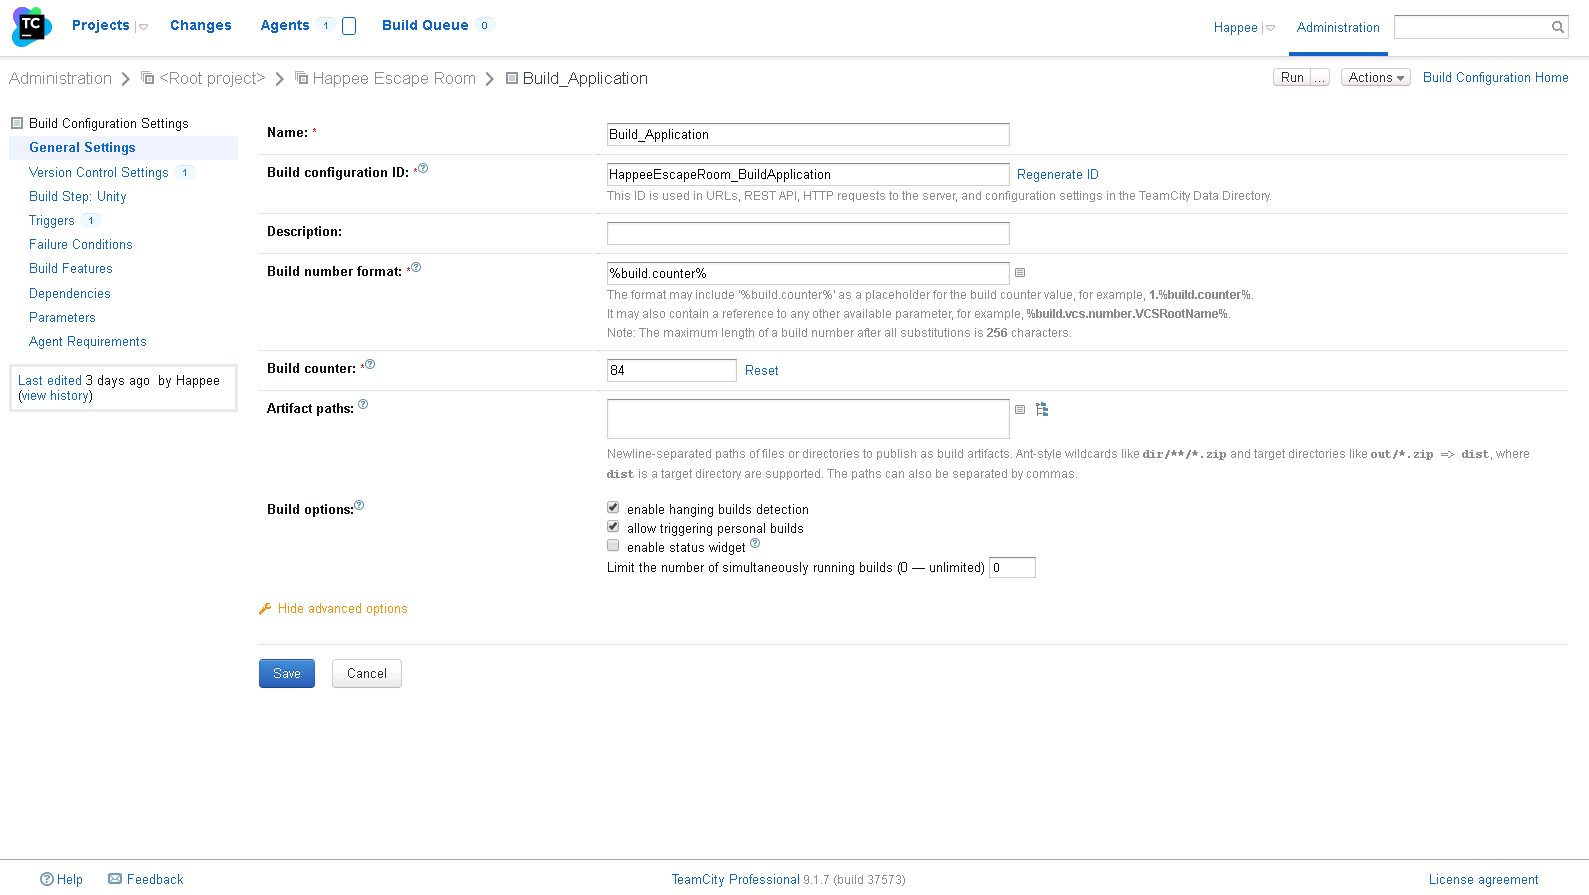 TC
Projects Changes Agents 1 Build Queue 0 Happee Administration
Administration <Root project> Happee Escape Room Build_Application Run ... Actions Build Configuration Home
Build Configuration Settings
General Settings
Version Control Settings 1
Build Step: Unity
Triggers 1
Failure Conditions
Build Features
Dependencies
Parameters
Agent Requirements
Last edited 3 days ago by Happee
(view history)
Name: * Build_Application
Build configuration ID: * HappeeEscapeRoom_BuildApplication Regenerate ID
This ID is used in URLs, REST API, HTTP requests to the server, and configuration settings in the TeamCity Data Directory.
Description:
Build number format: * %build.counter%
The format may include '%build.counter%' as a placeholder for the build counter value, for example, 1.%build.counter%.
It may also contain a reference to any other available parameter, for example, %build.vcs.number.VCSRootName%.
Note: The maximum length of a build number after all substitutions is 256 characters.
Build counter: * 84 Reset
Artifact paths:
Newline-separated paths of files or directories to publish as build artifacts. Ant-style wildcards like dir/**/*.zip and target directories like out/*.zip => dist, where
dist is a target directory are supported. The paths can also be separated by commas.
Build options: enable hanging builds detection
allow triggering personal builds
enable status widget
Limit the number of simultaneously running builds (0 — unlimited) 0
Hide advanced options
Save Cancel
Help Feedback TeamCity Professional 9.1.7 (build 37573) License agreement